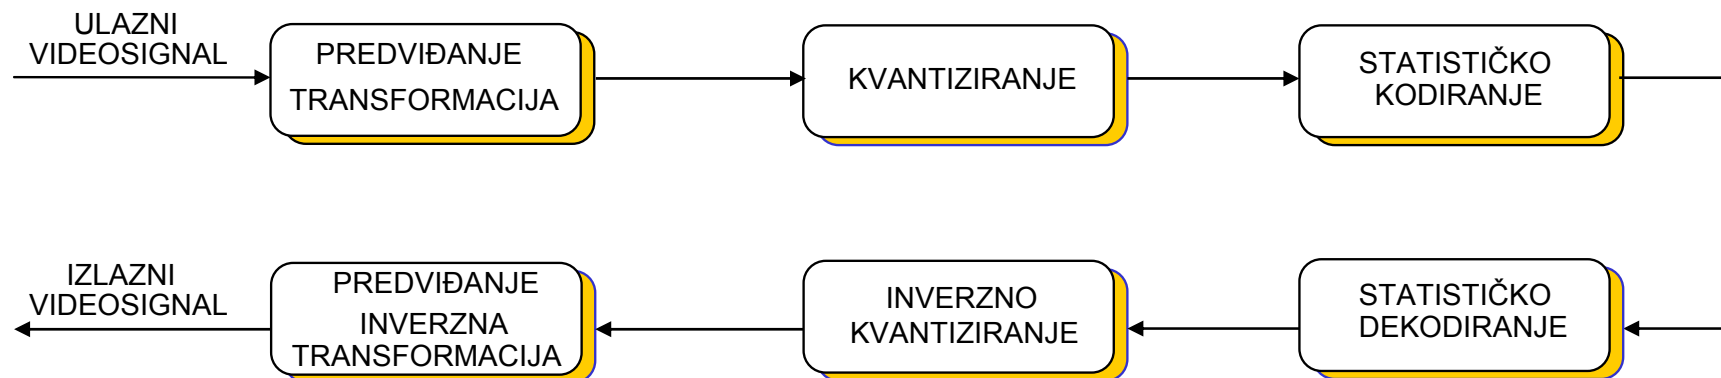 ULAZNI
VIDEOSIGNAL
PREDVIĐANJE
TRANSFORMACIJA
KVANTIZIRANJE
STATISTIČKO
KODIRANJE
IZLAZNI
VIDEOSIGNAL
PREDVIĐANJE
INVERZNA
TRANSFORMACIJA
INVERZNO
KVANTIZIRANJE
STATISTIČKO
DEKODIRANJE